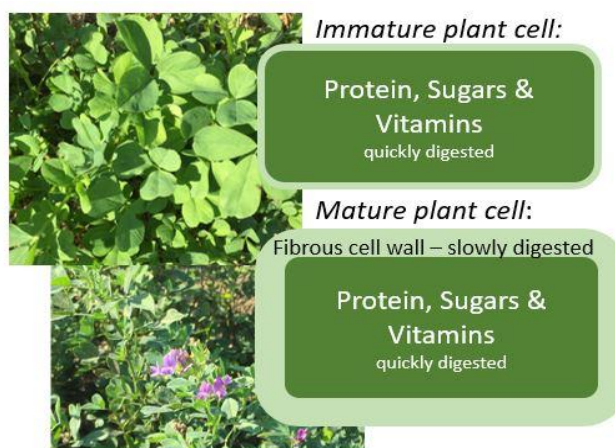 Immature plant cell:
Protein, Sugars &
Vitamins
quickly digested
Mature plant cell:
Fibrous cell wall – slowly digested
Protein, Sugars &
Vitamins
quickly digested